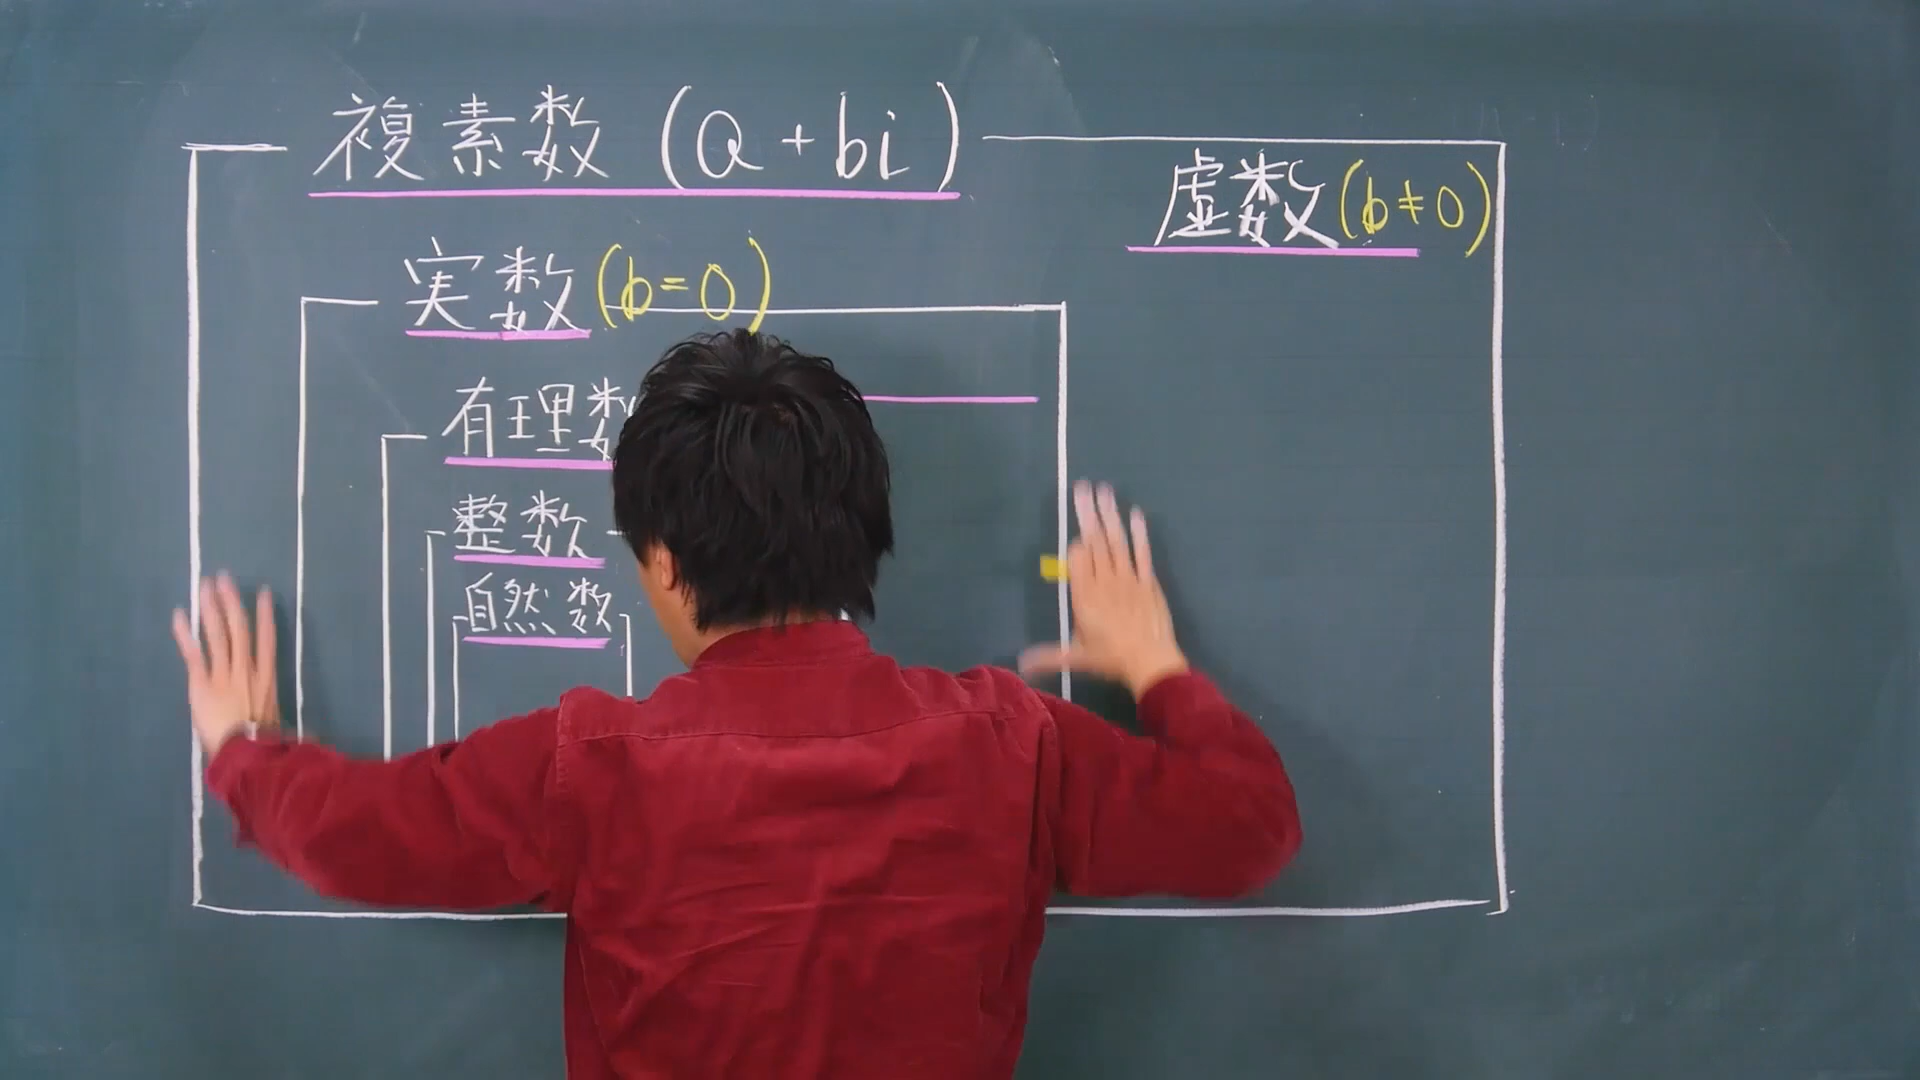 複素数 (a + bi)
虚数 (b ≠ 0)
実数 (b = 0)
有理数
整数
自然数